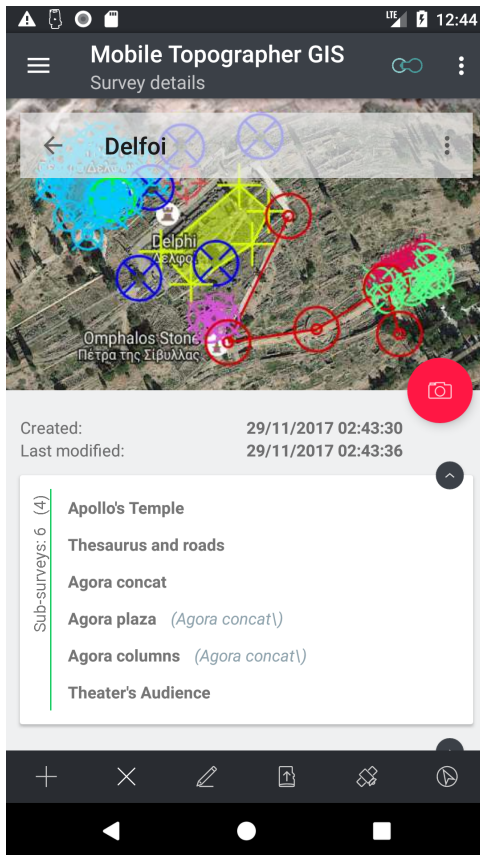 LTE 12:44
Mobile Topographer GIS
Survey details
Delfoi
Delphi
Δελφοί
Omphalos Stone
Πέτρα της Σίβυλλας
Created: 29/11/2017 02:43:30
Last modified: 29/11/2017 02:43:36
Sub-surveys: 6 (4)
Apollo's Temple
Thesaurus and roads
Agora concat
Agora plaza (Agora concat\)
Agora columns (Agora concat\)
Theater's Audience